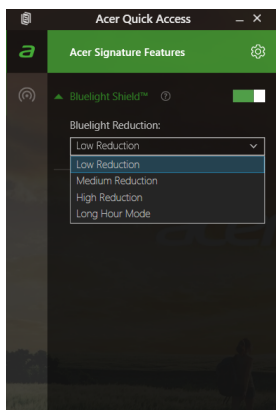 Acer Quick Access
Acer Signature Features
Bluelight Shield™
Bluelight Reduction:
Low Reduction
Low Reduction
Medium Reduction
High Reduction
Long Hour Mode